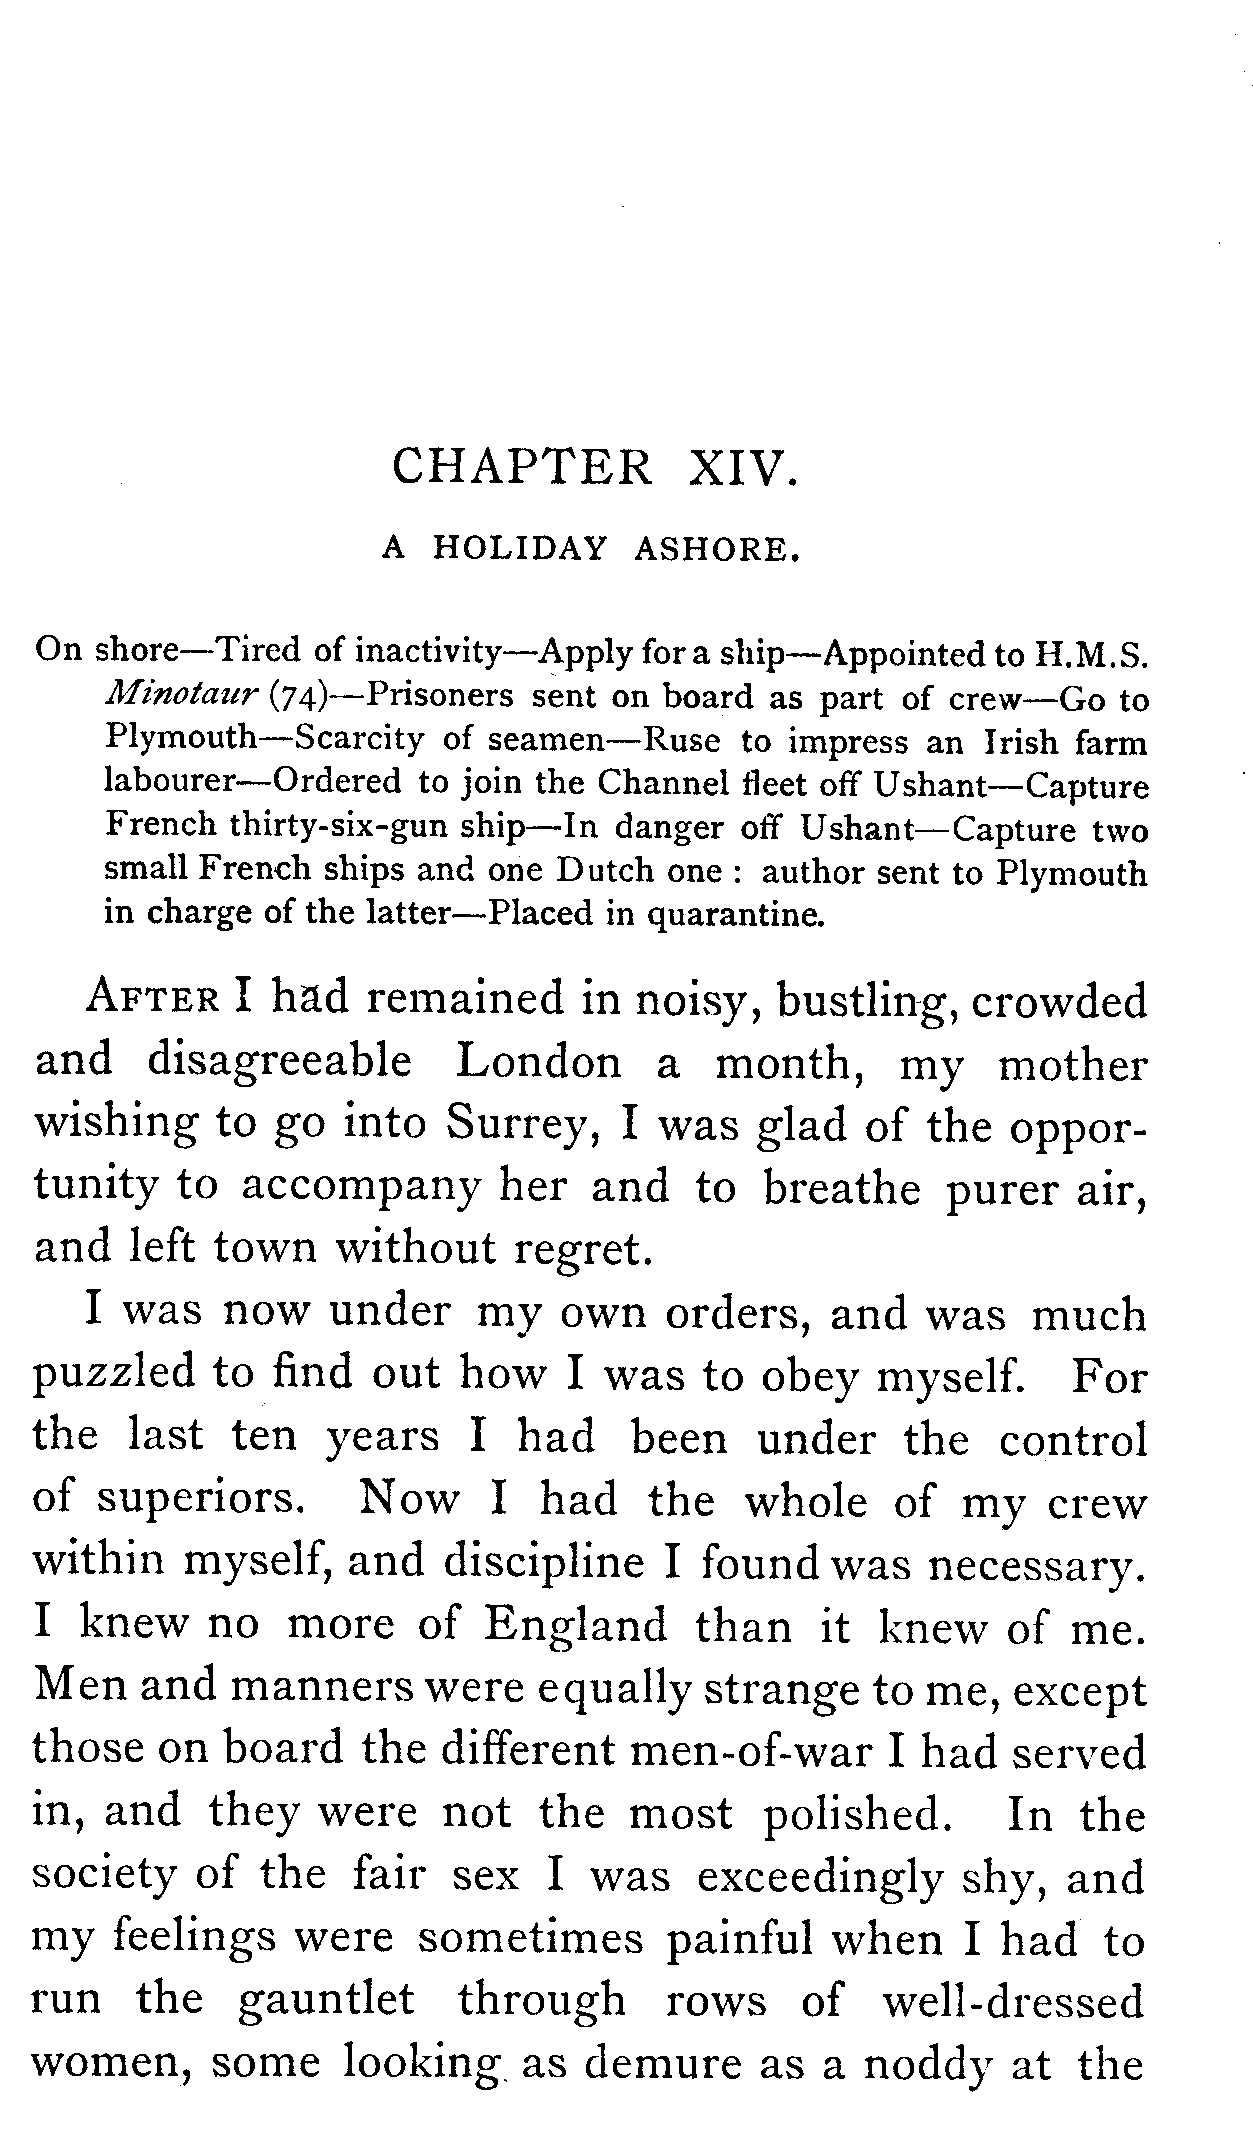 CHAPTER XIV.
A HOLIDAY ASHORE.
On shore—Tired of inactivity—Apply for a ship—Appointed to H.M.S.
Minotaur (74)—Prisoners sent on board as part of crew—Go to
Plymouth—Scarcity of seamen—Ruse to impress an Irish farm
labourer—Ordered to join the Channel fleet off Ushant—Capture
French thirty-six-gun ship—In danger off Ushant—Capture two
small French ships and one Dutch one : author sent to Plymouth
in charge of the latter—Placed in quarantine.
AFTER I had remained in noisy, bustling, crowded
and disagreeable London a month, my mother
wishing to go into Surrey, I was glad of the oppor-
tunity to accompany her and to breathe purer air,
and left town without regret.
I was now under my own orders, and was much
puzzled to find out how I was to obey myself. For
the last ten years I had been under the control
of superiors. Now I had the whole of my crew
within myself, and discipline I found was necessary.
I knew no more of England than it knew of me.
Men and manners were equally strange to me, except
those on board the different men-of-war I had served
in, and they were not the most polished. In the
society of the fair sex I was exceedingly shy, and
my feelings were sometimes painful when I had to
run the gauntlet through rows of well-dressed
women, some looking as demure as a noddy at the